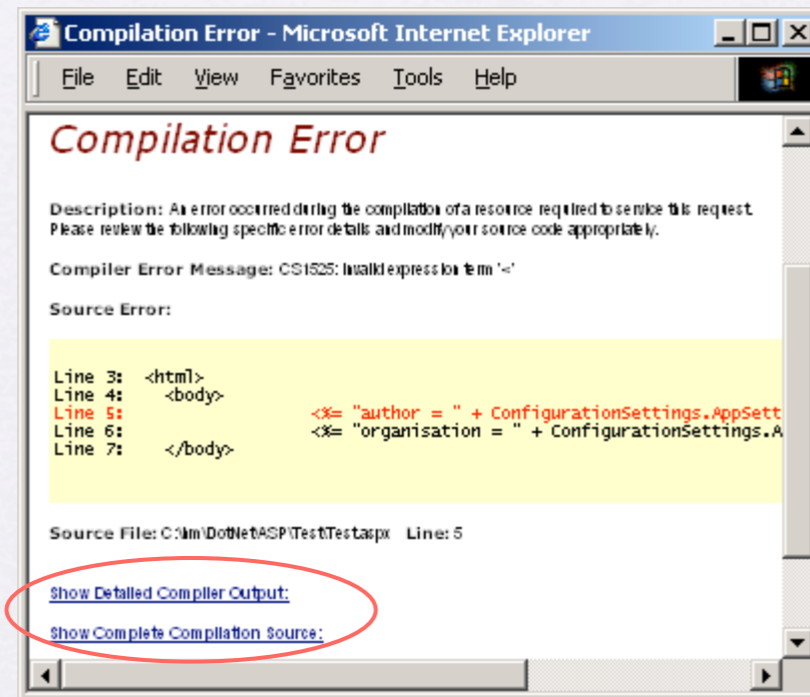 Compilation Error - Microsoft Internet Explorer
File Edit View Favorites Tools Help
Compilation Error
Description: An error occurred during the compilation of a resource required to service this request.
Please review the following specific error details and modify your source code appropriately.
Compiler Error Message: CS1525: Invalid expression term '<'
Source Error:
Line 3: <html>
Line 4: <body>
Line 5: <%= "author = " + ConfigurationSettings.AppSett
Line 6: <%= "organisation = " + ConfigurationSettings.A
Line 7: </body>
Source File: C:\Jim\DotNet\ASP\Test\Test.aspx Line: 5
Show Detailed Compiler Output:
Show Complete Compilation Source: